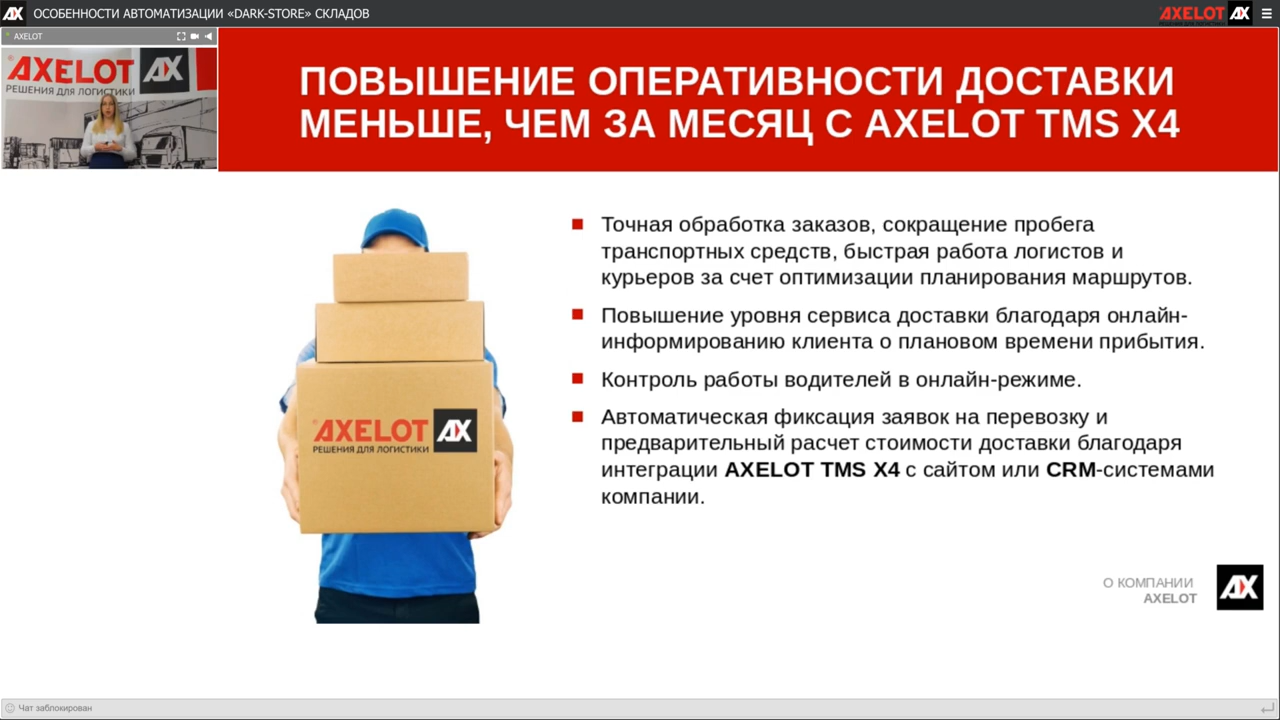 ОСОБЕННОСТИ АВТОМАТИЗАЦИИ «DARK-STORE» СКЛАДОВ
AXELOT AX
AXELOT
AXELOT AX
РЕШЕНИЯ ДЛЯ ЛОГИСТИКИ
ПОВЫШЕНИЕ ОПЕРАТИВНОСТИ ДОСТАВКИ
МЕНЬШЕ, ЧЕМ ЗА МЕСЯЦ С AXELOT TMS X4
Точная обработка заказов, сокращение пробега
транспортных средств, быстрая работа логистов и
курьеров за счет оптимизации планирования маршрутов.
Повышение уровня сервиса доставки благодаря онлайн-
информированию клиента о плановом времени прибытия.
Контроль работы водителей в онлайн-режиме.
Автоматическая фиксация заявок на перевозку и
предварительный расчет стоимости доставки благодаря
интеграции AXELOT TMS X4 с сайтом или CRM-системами
компании.
AXELOT AX
РЕШЕНИЯ ДЛЯ ЛОГИСТИКИ
О КОМПАНИИ
AXELOT
AX
Чат заблокирован